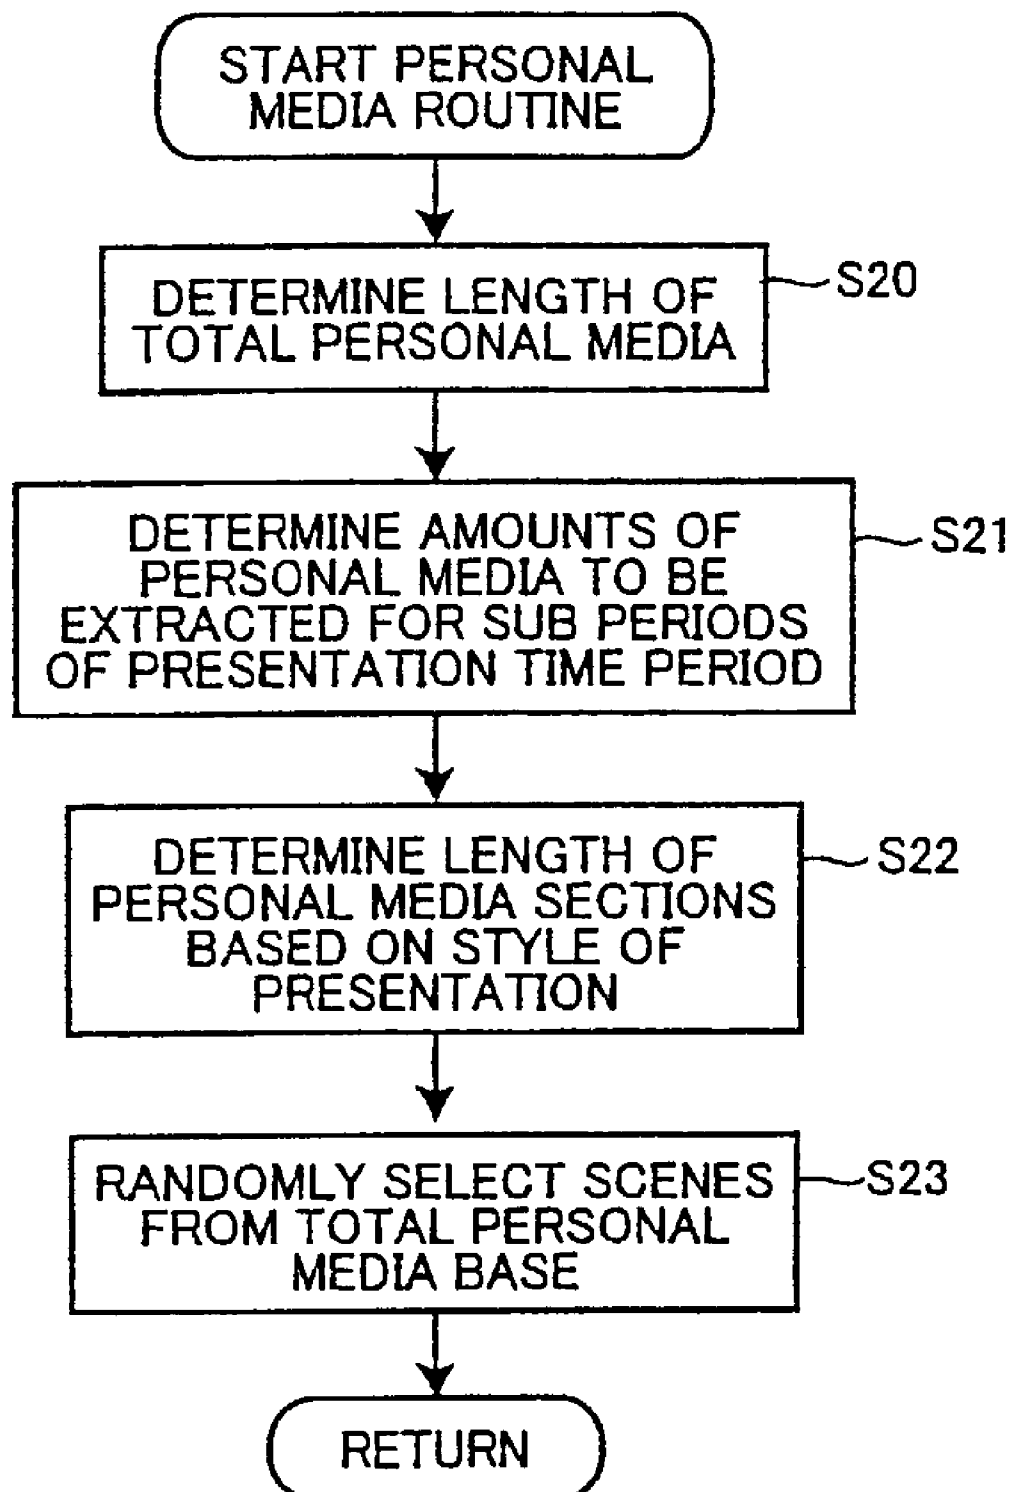 START PERSONAL
MEDIA ROUTINE
DETERMINE LENGTH OF
TOTAL PERSONAL MEDIA
S20
DETERMINE AMOUNTS OF
PERSONAL MEDIA TO BE
EXTRACTED FOR SUB PERIODS
OF PRESENTATION TIME PERIOD
S21
DETERMINE LENGTH OF
PERSONAL MEDIA SECTIONS
BASED ON STYLE OF
PRESENTATION
S22
RANDOMLY SELECT SCENES
FROM TOTAL PERSONAL
MEDIA BASE
S23
RETURN